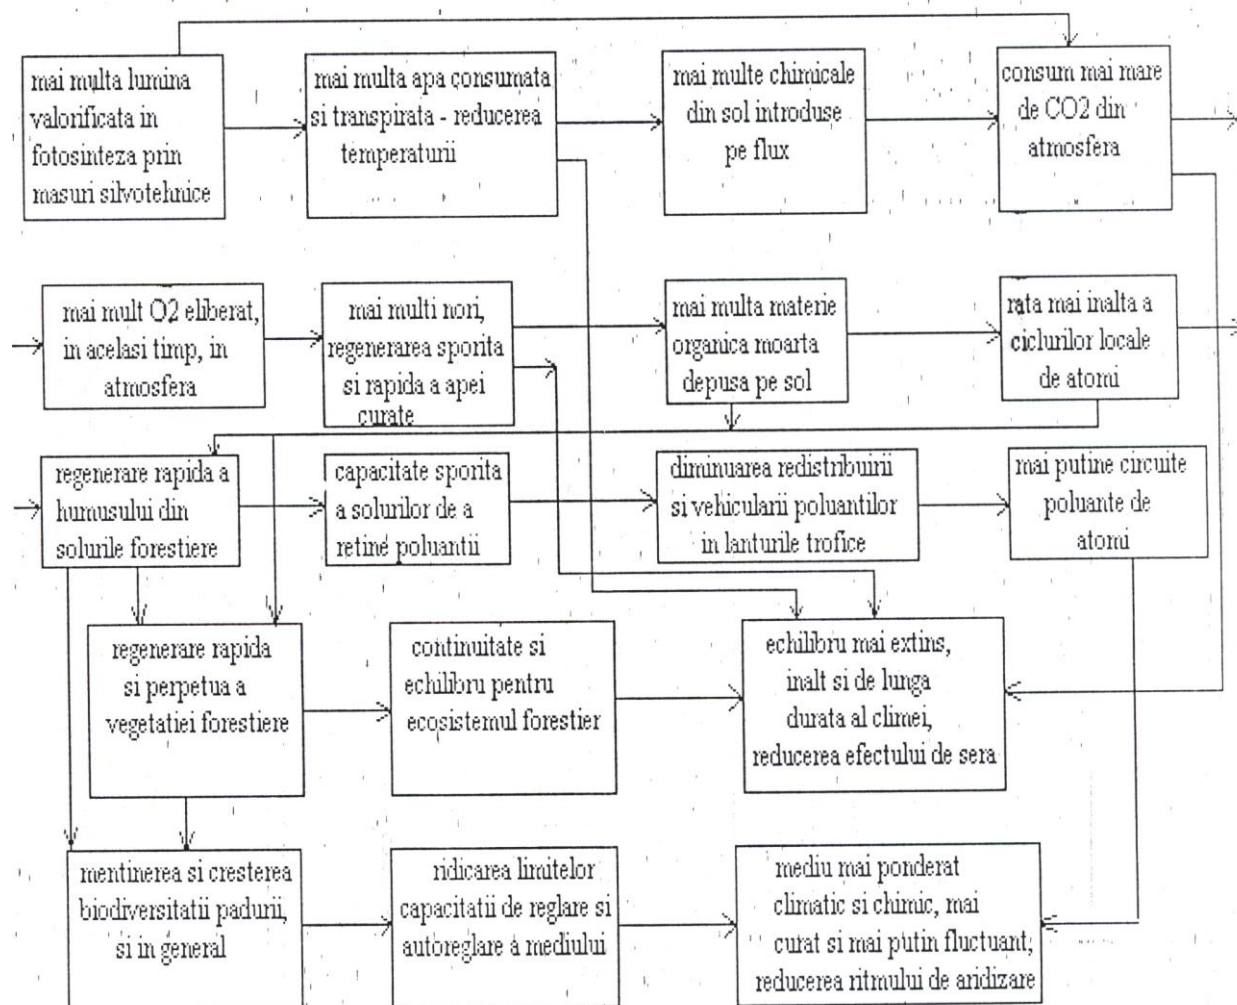 mai multa lumina
valorificata in
fotosinteza prin
masuri silvotehnice
mai multa apa consumata
si transpirata - reducerea
temperaturii
mai multe chimicale
din sol introduse
pe flux
consum mai mare
de CO2 din
atmosfera
mai mult O2 eliberat,
in acelasi timp, in
atmosfera
mai multi nori,
regenerarea sporita
si rapida a apei
curate
mai multa materie
organica moarta
depusa pe sol
rata mai inalta a
ciclurilor locale
de atomi
regenerare rapida a
humusului din
solurile forestiere
capacitate sporita
a solurilor de a
retine poluantii
diminuarea redistribuirii
si vehicularii poluantilor
in lanturile trofice
mai putine circuite
poluante de
atomi
regenerare rapida
si perpetua a
vegetatiei forestiere
continuitate si
echilibru pentru
ecosistemul forestier
echilibru mai extins,
inalt si de lunga
durata al climei,
reducerea efectului de sera
mentinerea si cresterea
biodiversitatii padurii,
si in general
ridicarea limitelor
capacitatii de reglare si
autoreglare a mediului
mediu mai ponderat
climatic si chimic, mai
curat si mai putin fluctuant;
reducerea ritmului de aridizare